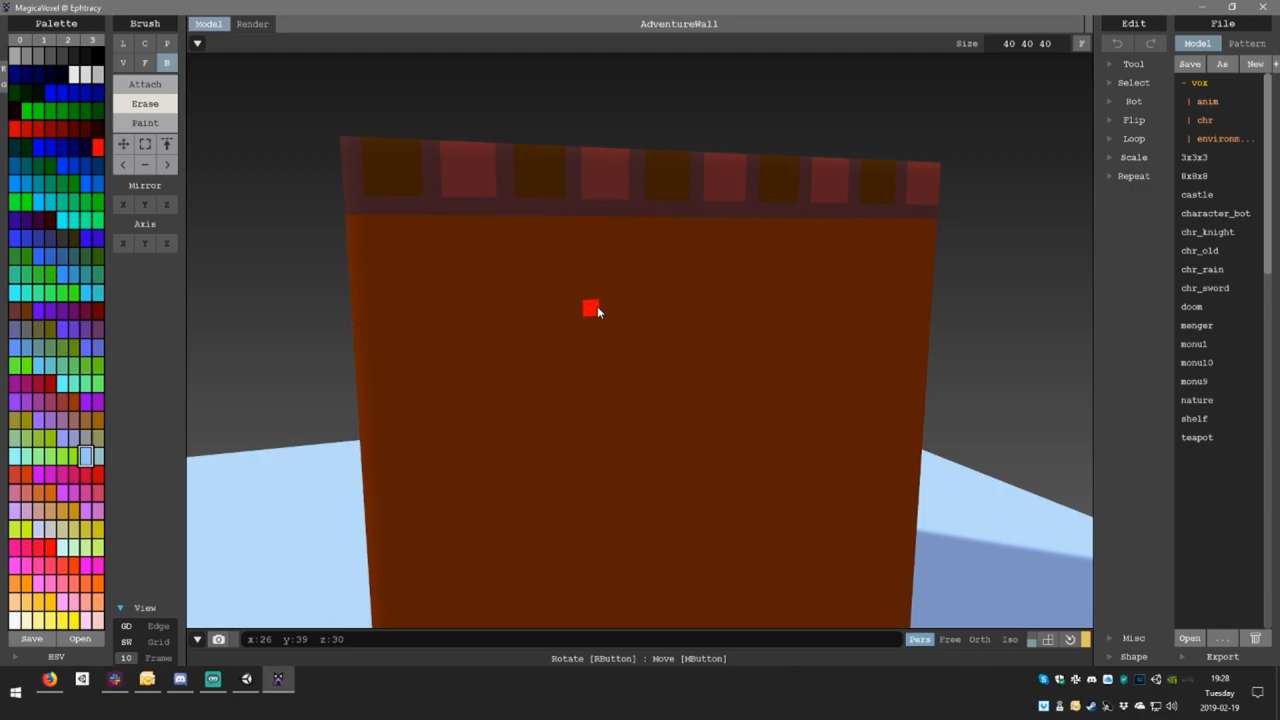 MagicaVoxel @ Ephtracy
Palette
Brush
Model
Render
AdventureWall
Edit
File
0 1 2 3
L C P
V F B
Size 40 40 40 F
Model Pattern
Attach
Erase
Paint
Mirror
X Y Z
Axis
X Y Z
Tool
Select
Rot
Flip
Loop
Scale
Repeat
Save As New +
- vox
| anim
| chr
| environm...
3x3x3
8x8x8
castle
character_bot
chr_knight
chr_old
chr_rain
chr_sword
doom
menger
monu1
monu10
monu9
nature
shelf
teapot
View
GD Edge
SW Grid
10 Frame
Save Open
HSV
x:26 y:39 z:30
Pers Free Orth Iso
Rotate [RButton] : Move [MButton]
Misc
Shape
Open ...
Export
19:28
Tuesday
2019-02-19